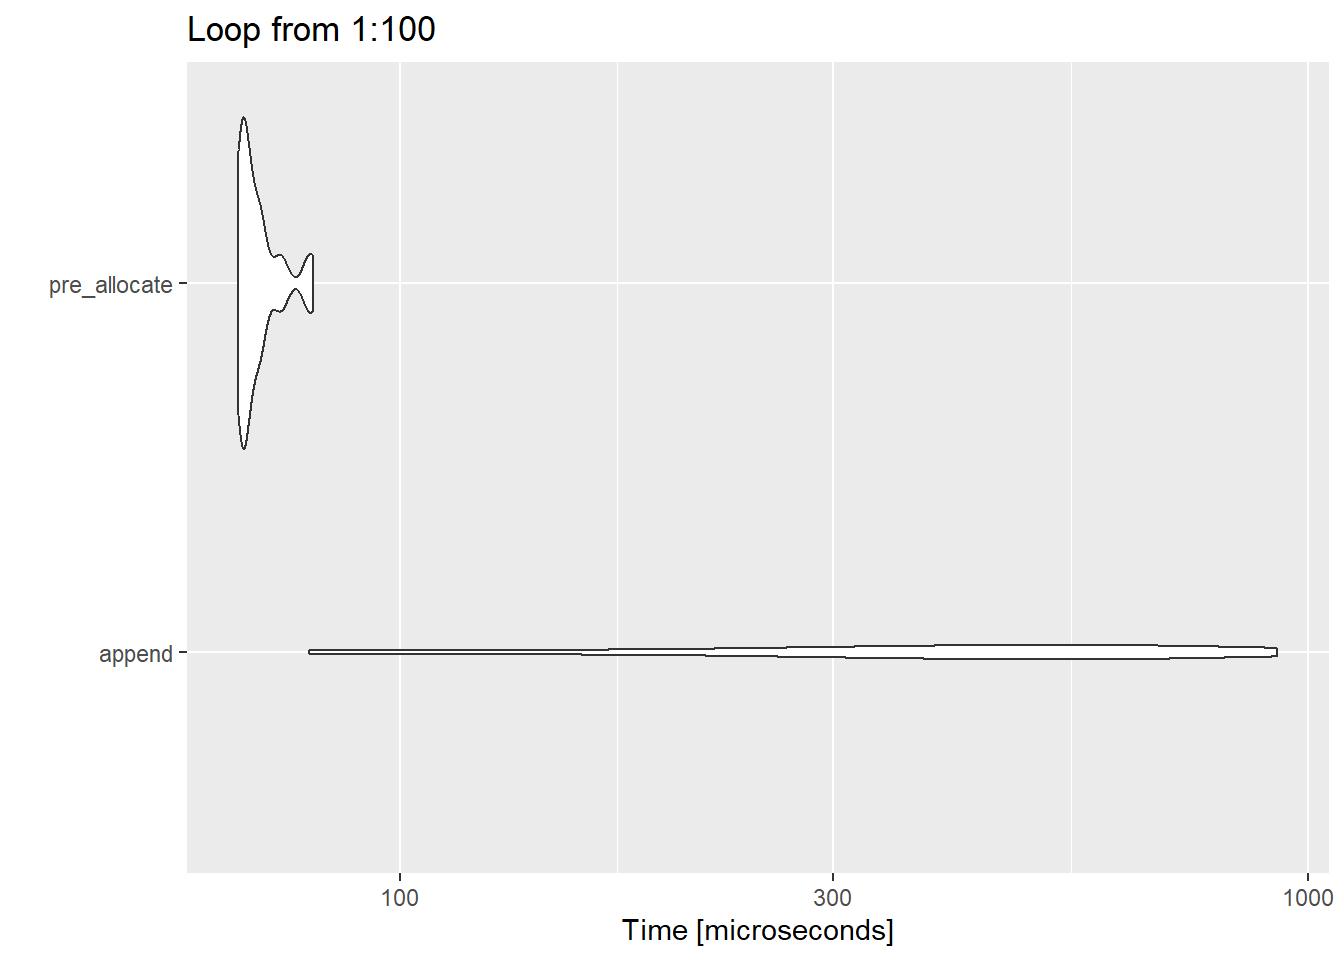 Loop from 1:100
pre_allocate
append
100 300 1000
Time [microseconds]